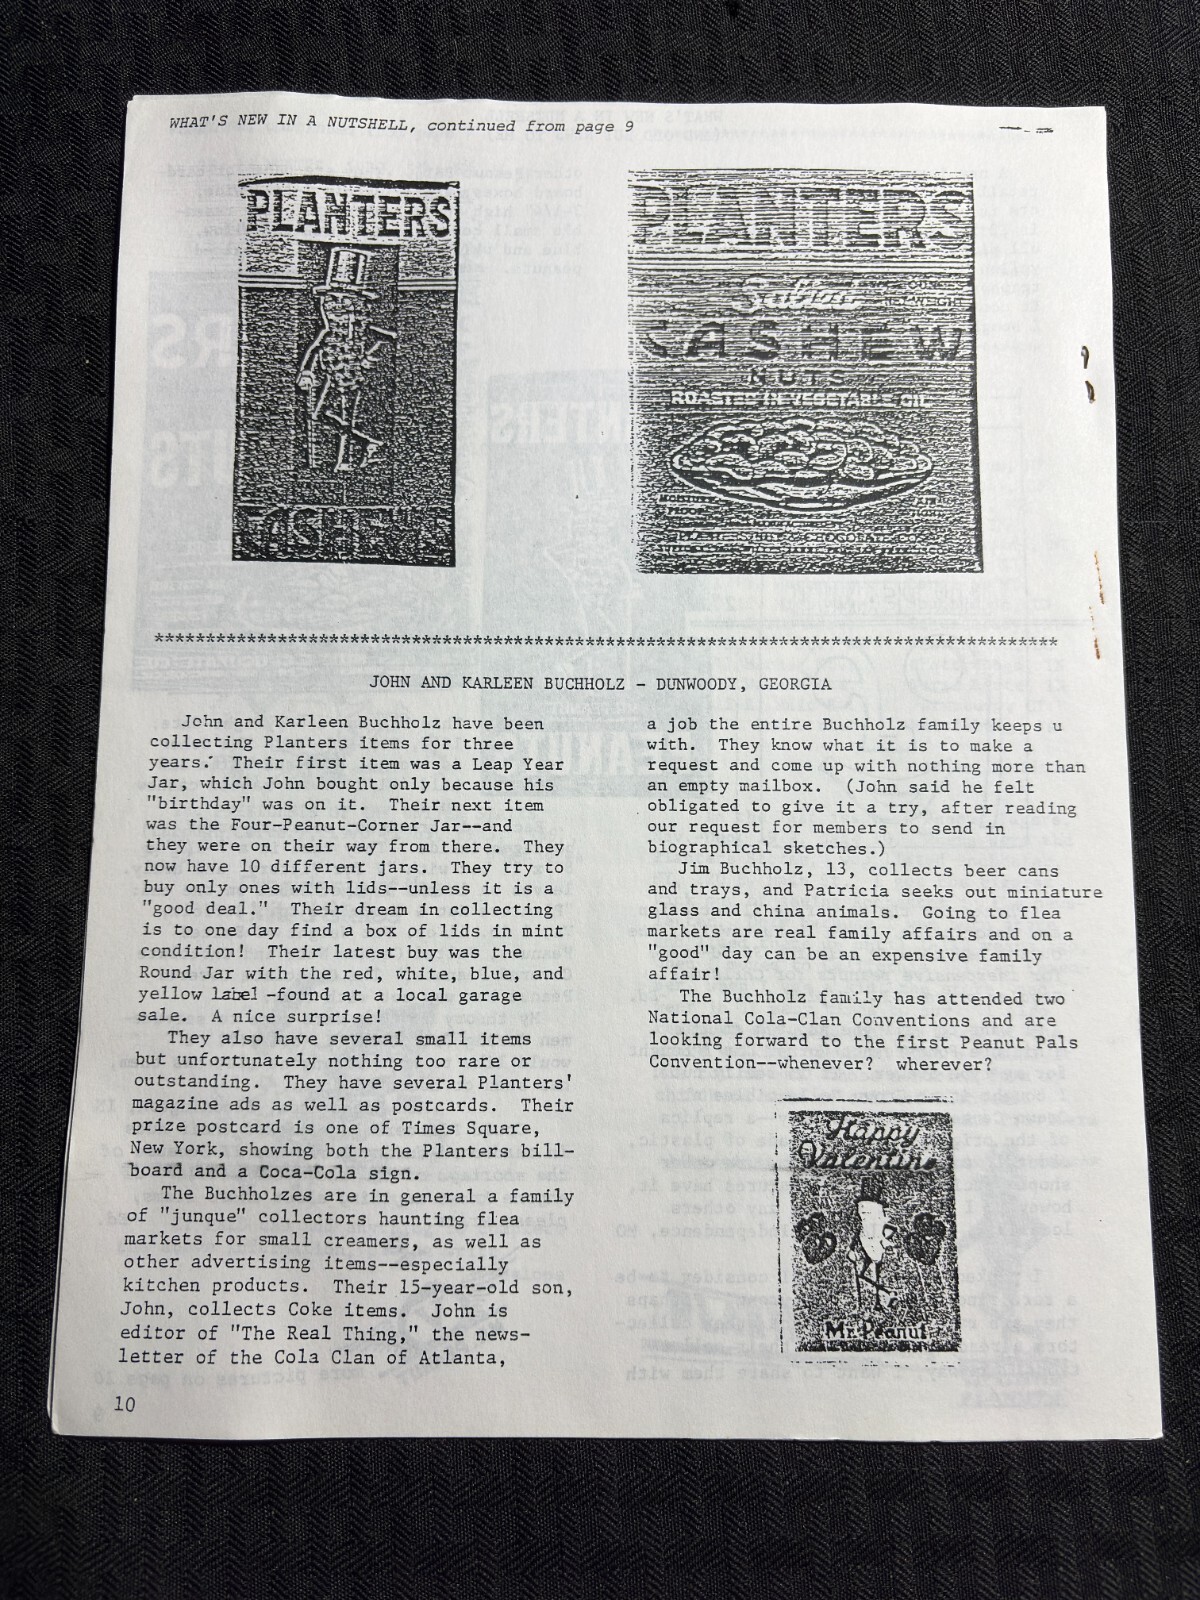 WHAT'S NEW IN A NUTSHELL, continued from page 9
PLANTERS
CASHEW
PLANTERS
Salted
CASHEW
NUTS
ROASTED IN VEGETABLE OIL
********************************************************************************************
JOHN AND KARLEEN BUCHHOLZ - DUNWOODY, GEORGIA
John and Karleen Buchholz have been
collecting Planters items for three
years. Their first item was a Leap Year
Jar, which John bought only because his
"birthday" was on it. Their next item
was the Four-Peanut-Corner Jar--and
they were on their way from there. They
now have 10 different jars. They try to
buy only ones with lids--unless it is a
"good deal." Their dream in collecting
is to one day find a box of lids in mint
condition! Their latest buy was the
Round Jar with the red, white, blue, and
yellow label -found at a local garage
sale. A nice surprise!
They also have several small items
but unfortunately nothing too rare or
outstanding. They have several Planters'
magazine ads as well as postcards. Their
prize postcard is one of Times Square,
New York, showing both the Planters bill-
board and a Coca-Cola sign.
The Buchholzes are in general a family
of "junque" collectors haunting flea
markets for small creamers, as well as
other advertising items--especially
kitchen products. Their 15-year-old son,
John, collects Coke items. John is
editor of "The Real Thing," the news-
letter of the Cola Clan of Atlanta,
a job the entire Buchholz family keeps u
with. They know what it is to make a
request and come up with nothing more than
an empty mailbox. (John said he felt
obligated to give it a try, after reading
our request for members to send in
biographical sketches.)
Jim Buchholz, 13, collects beer cans
and trays, and Patricia seeks out miniature
glass and china animals. Going to flea
markets are real family affairs and on a
"good" day can be an expensive family
affair!
The Buchholz family has attended two
National Cola-Clan Conventions and are
looking forward to the first Peanut Pals
Convention--whenever? wherever?
Happy
Valentine
Mr. Peanut
10